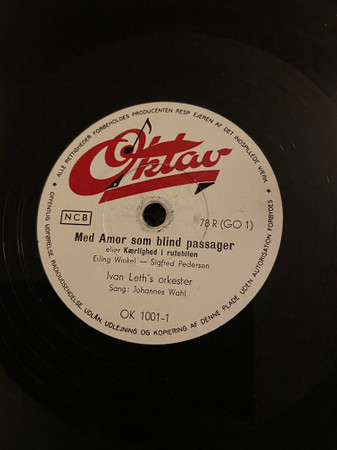 ALLE RETTIGHEDER FORBEHOLDES PRODUCENTEN RESP EJEREN AF DET INDSPILLEDE VÆRK
Oktav
NCB
78 R (GO 1)
Med Amor som blind passager
eller Kærlighed i rutebilen
Erling Winkel — Sigfred Pedersen
Ivan Leth's orkester
Sang: Johannes Wahl
OK 1001-1
OFFENTLIG UDFØRELSE, RADIOUDSENDELSE, UDLÅN, UDLEJNING OG KOPIERING AF DENNE PLADE UDEN AUTORISATION FORBYDES